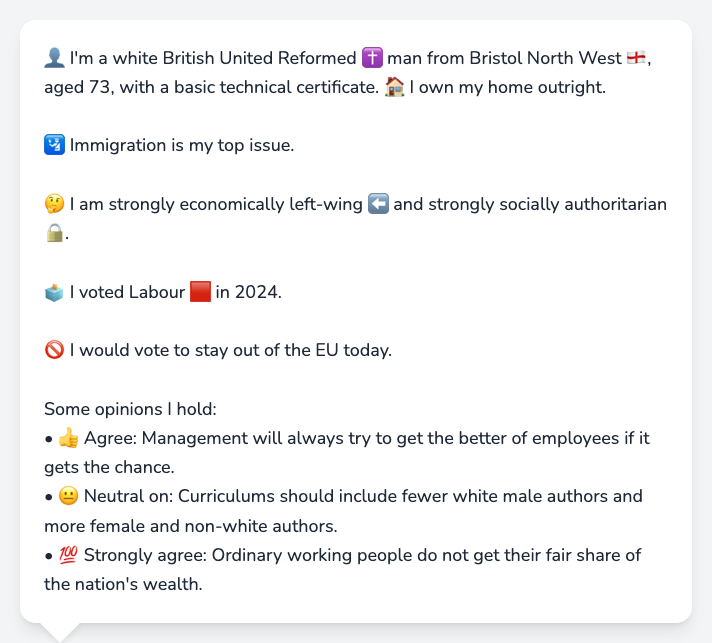 👤 I'm a white British United Reformed ✝️ man from Bristol North West 🏴󠁧󠁢󠁥󠁮󠁧󠁿,
aged 73, with a basic technical certificate. 🏠 I own my home outright.
🛂 Immigration is my top issue.
🤔 I am strongly economically left-wing ⬅️ and strongly socially authoritarian
🔒.
🗳️ I voted Labour 🟥 in 2024.
🚫 I would vote to stay out of the EU today.
Some opinions I hold:
• 👍 Agree: Management will always try to get the better of employees if it
gets the chance.
• 😐 Neutral on: Curriculums should include fewer white male authors and
more female and non-white authors.
• 💯 Strongly agree: Ordinary working people do not get their fair share of
the nation's wealth.